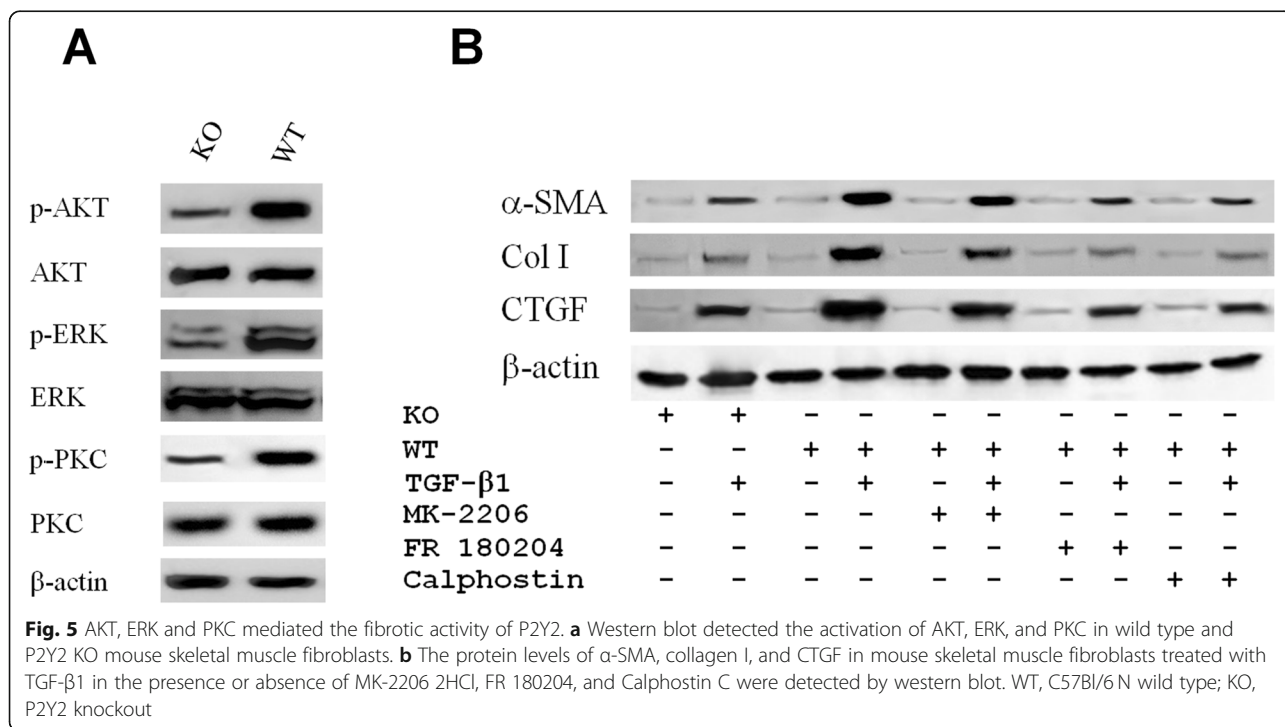 A
B
KO WT
p-AKT
AKT
p-ERK
ERK
p-PKC
PKC
β-actin
α-SMA
Col I
CTGF
β-actin
KO + + - - - - - - - -
WT - - + + + + + + + +
TGF-β1 - + - + - + - + - +
MK-2206 - - - - + + - - - -
FR 180204 - - - - - - + + - -
Calphostin - - - - - - - - + +
Fig. 5 AKT, ERK and PKC mediated the fibrotic activity of P2Y2. a Western blot detected the activation of AKT, ERK, and PKC in wild type and
P2Y2 KO mouse skeletal muscle fibroblasts. b The protein levels of α-SMA, collagen I, and CTGF in mouse skeletal muscle fibroblasts treated with
TGF-β1 in the presence or absence of MK-2206 2HCl, FR 180204, and Calphostin C were detected by western blot. WT, C57Bl/6 N wild type; KO,
P2Y2 knockout